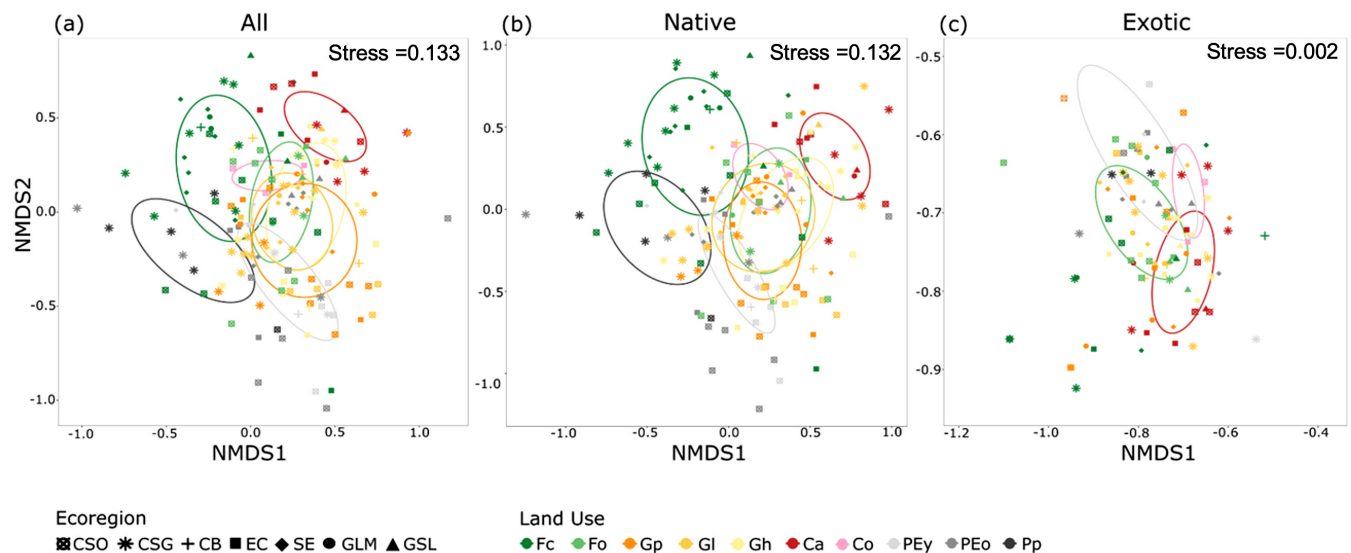 (a) All
Stress =0.133
NMDS2
0.5
0.0
-0.5
-1.0
-1.0 -0.5 0.0 0.5 1.0
NMDS1
(b) Native
Stress =0.132
1.0
0.5
0.0
-0.5
-1.0
-1.0 -0.5 0.0 0.5 1.0
NMDS1
(c) Exotic
Stress =0.002
-0.5
-0.6
-0.7
-0.8
-0.9
-1.2 -1.0 -0.8 -0.6 -0.4
NMDS1
Ecoregion
CSO CSG CB EC SE GLM GSL
Land Use
Fc Fo Gp Gl Gh Ca Co PEy PEo Pp